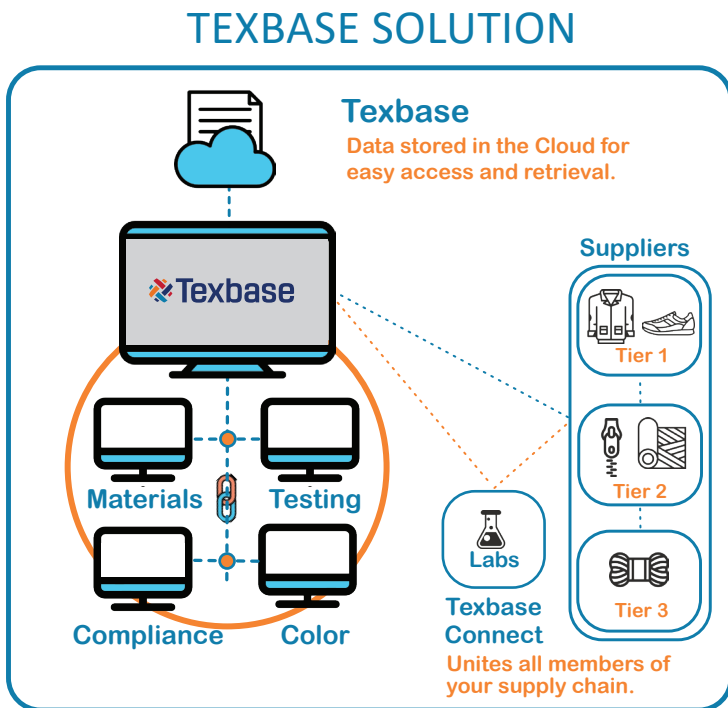 TEXBASE SOLUTION
Texbase
Data stored in the Cloud for
easy access and retrieval.
Texbase
Suppliers
Tier 1
Tier 2
Tier 3
Materials
Testing
Compliance
Color
Labs
Texbase
Connect
Unites all members of
your supply chain.